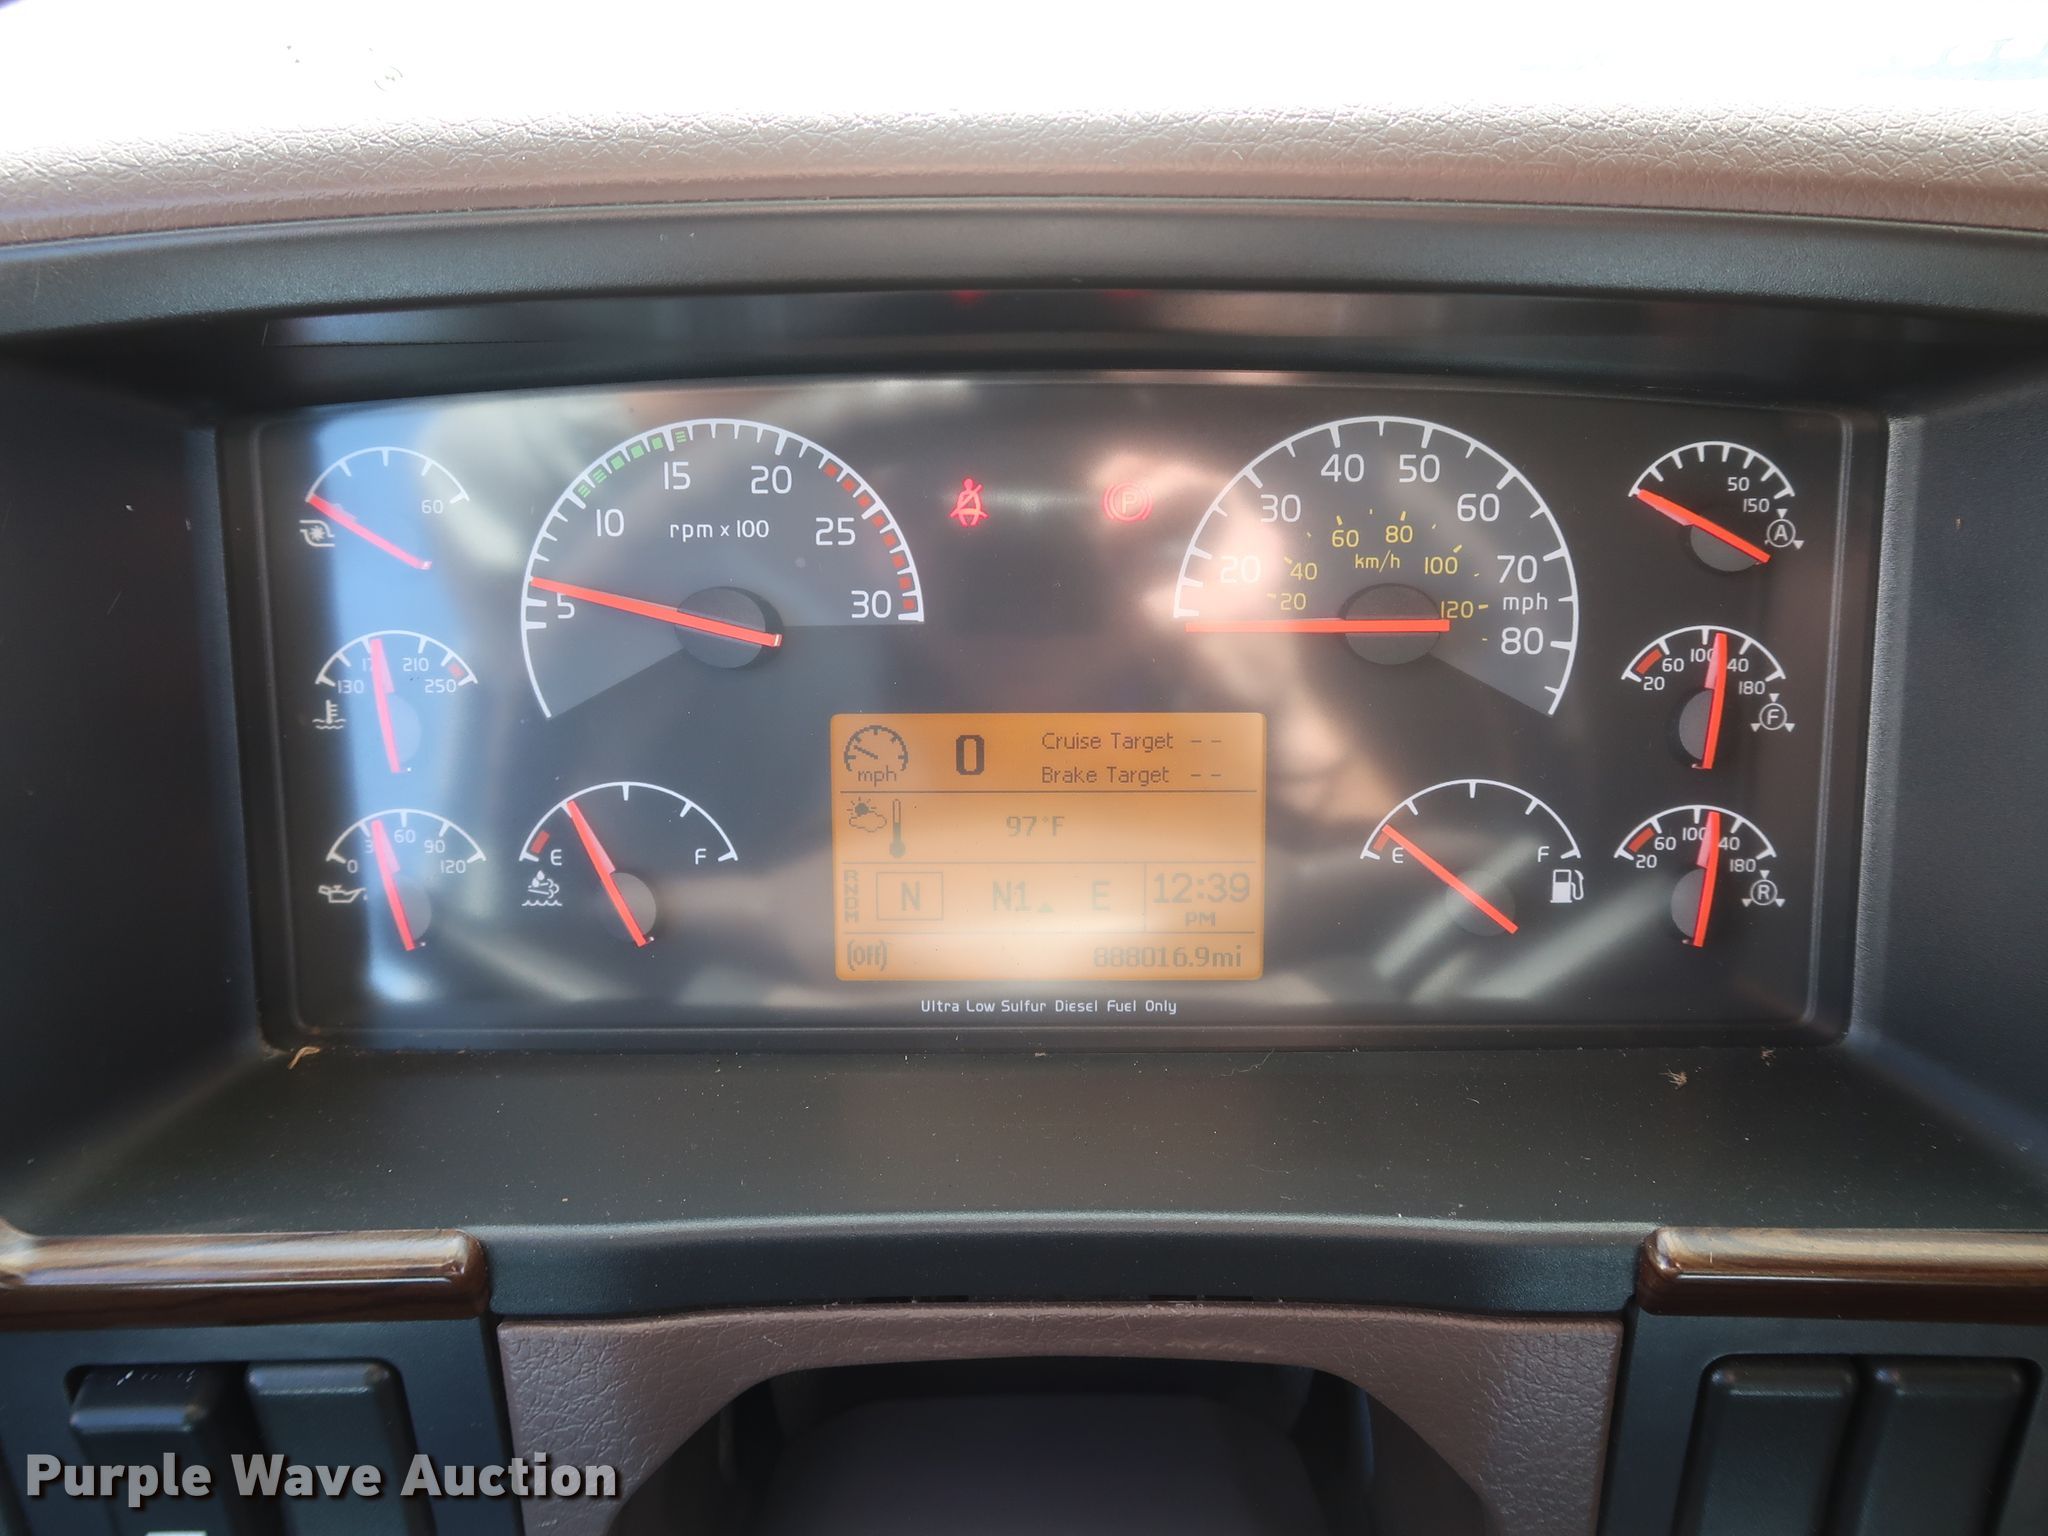 60
10
15
20
25
30
5
rpm x 100
P
20
30
40
50
60
70
80
mph
20
40
60
80
100
120
km/h
50
150
A
130
210
250
20
60
100
40
180
F
0
60
90
120
E
F
E
F
20
60
100
40
180
R
mph
0
Cruise Target --
Brake Target --
97°F
RNDM
N
N1
E
12:39
PM
(Off)
888016.9mi
Ultra Low Sulfur Diesel Fuel Only
Purple Wave Auction